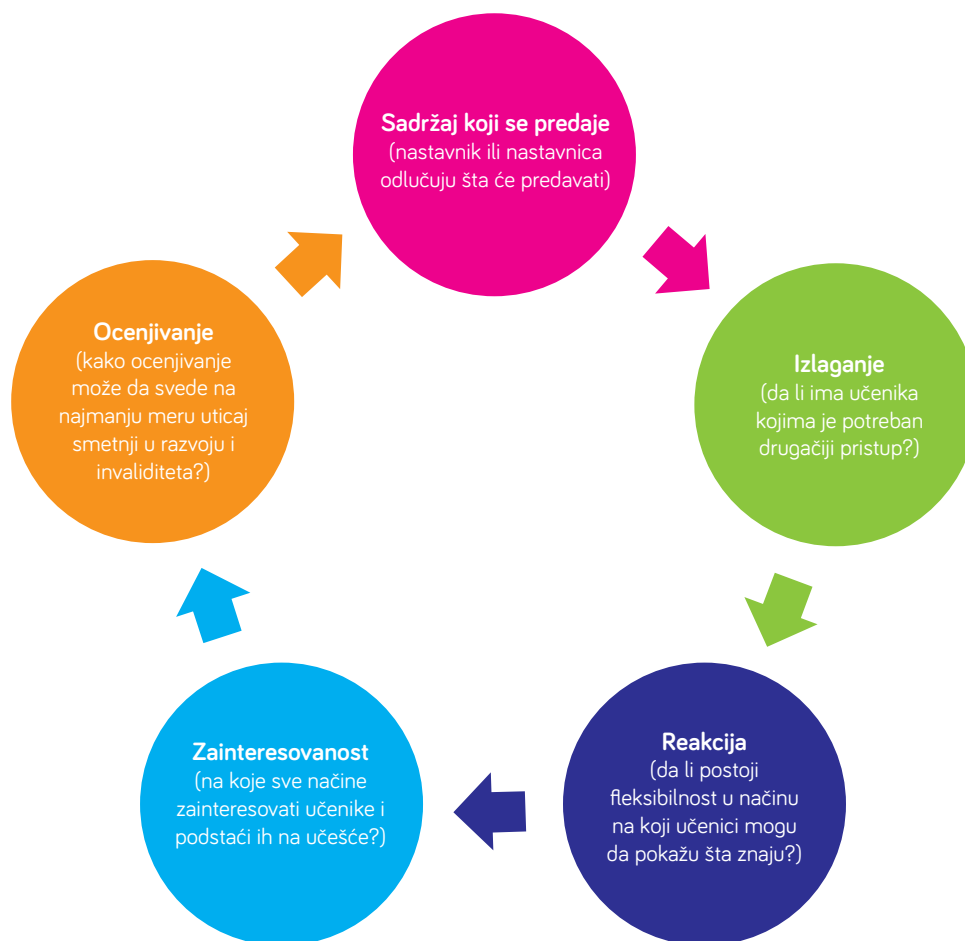 Sadržaj koji se predaje
(nastavnik ili nastavnica
odlučuju šta će predavati)
Izlaganje
(da li ima učenika
kojima je potreban
drugačiji pristup?)
Reakcija
(da li postoji
fleksibilnost u načinu
na koji učenici mogu
da pokažu šta znaju?)
Zainteresovanost
(na koje sve načine
zainteresovati učenike i
podstaći ih na učešće?)
Ocenjivanje
(kako ocenjivanje
može da svede na
najmanju meru uticaj
smetnji u razvoju i
invaliditeta?)